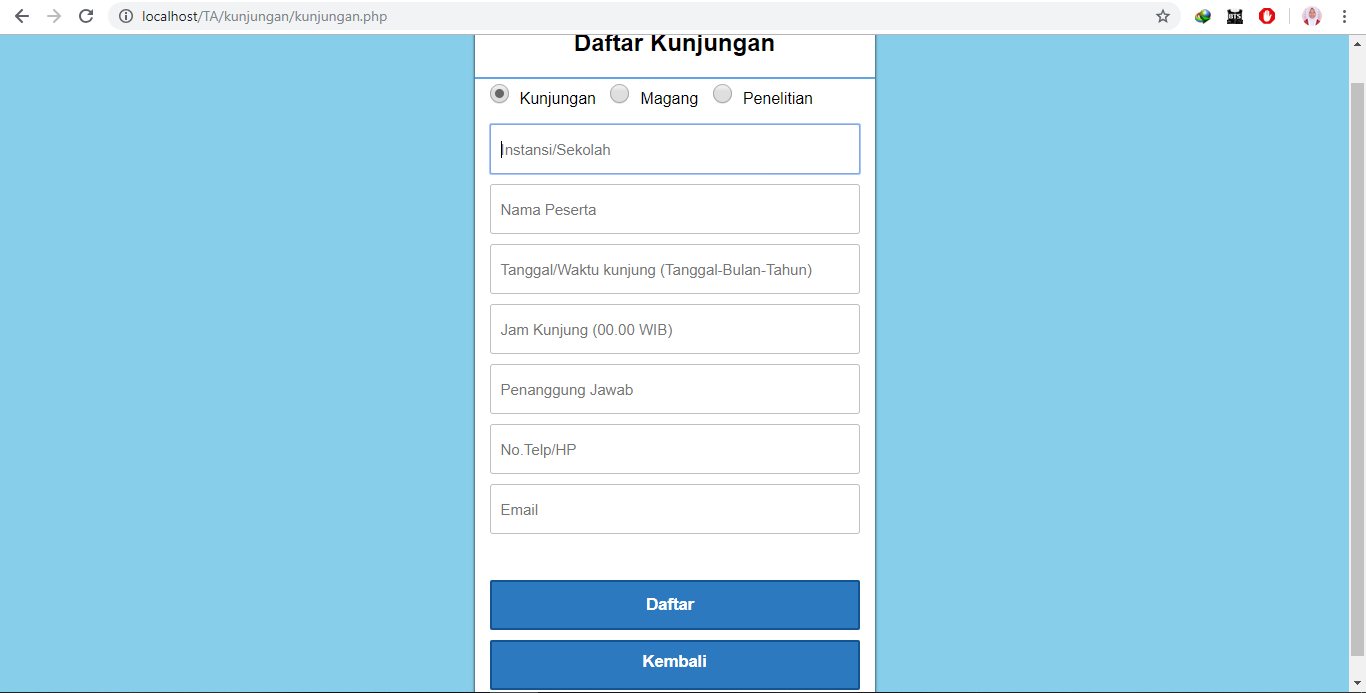 localhost/TA/kunjungan/kunjungan.php
BTS
Daftar Kunjungan
Kunjungan Magang Penelitian
Instansi/Sekolah
Nama Peserta
Tanggal/Waktu kunjung (Tanggal-Bulan-Tahun)
Jam Kunjung (00.00 WIB)
Penanggung Jawab
No.Telp/HP
Email
Daftar
Kembali